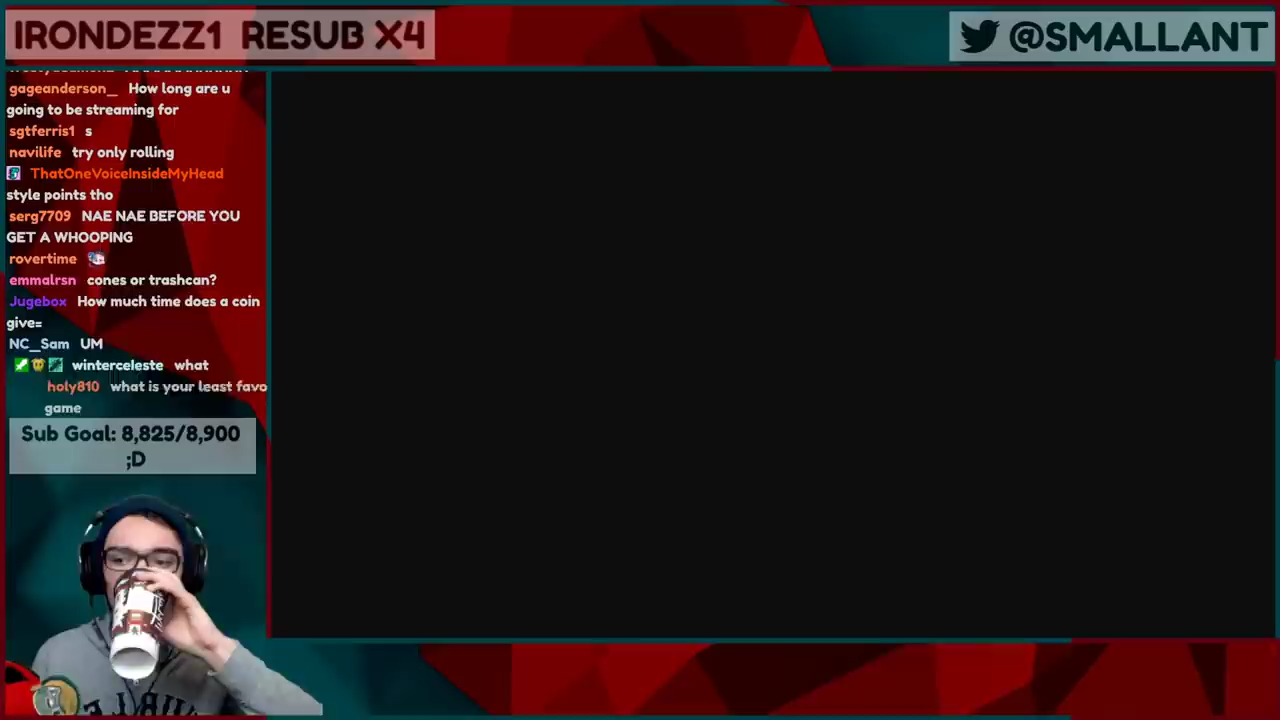 IRONDEZZ1 RESUB X4
@SMALLANT
gageanderson_ How long are u
going to be streaming for
sgtferris1 s
navilife try only rolling
ThatOneVoiceInsideMyHead
style points tho
serg7709 NAE NAE BEFORE YOU
GET A WHOOPING
rovertime
emmalrsn cones or trashcan?
Jugebox How much time does a coin
give=
NC_Sam UM
winterceleste what
holy810 what is your least favo
game
Sub Goal: 8,825/8,900
;D